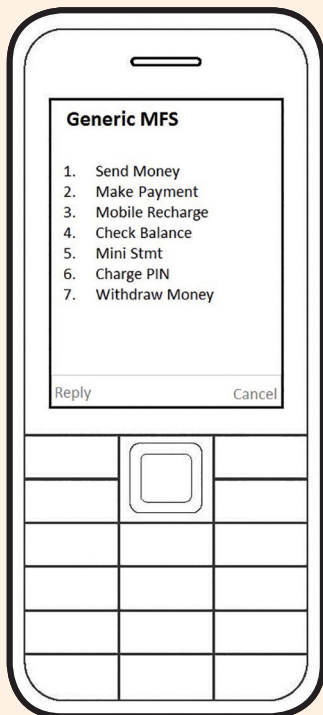 Generic MFS
1. Send Money
2. Make Payment
3. Mobile Recharge
4. Check Balance
5. Mini Stmt
6. Charge PIN
7. Withdraw Money
Reply Cancel